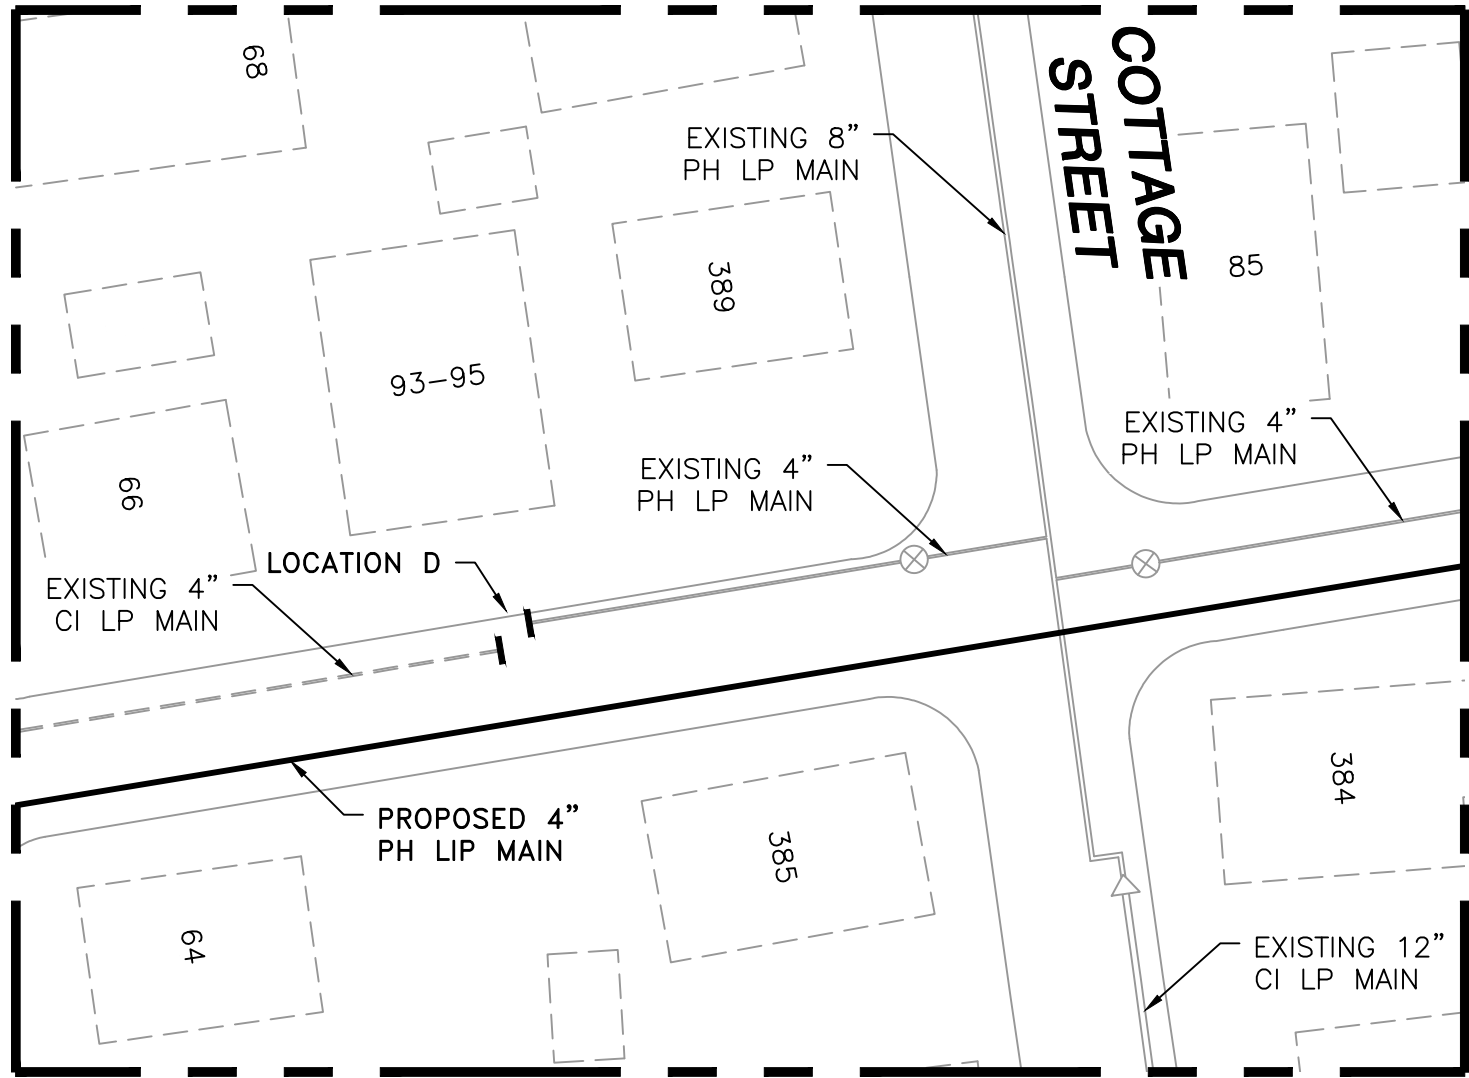 68
COTTAGE
STREET
EXISTING 8”
PH LP MAIN
85
389
93-95
EXISTING 4”
PH LP MAIN
EXISTING 4”
PH LP MAIN
66
LOCATION D
EXISTING 4”
CI LP MAIN
PROPOSED 4”
PH LIP MAIN
384
385
64
EXISTING 12”
CI LP MAIN